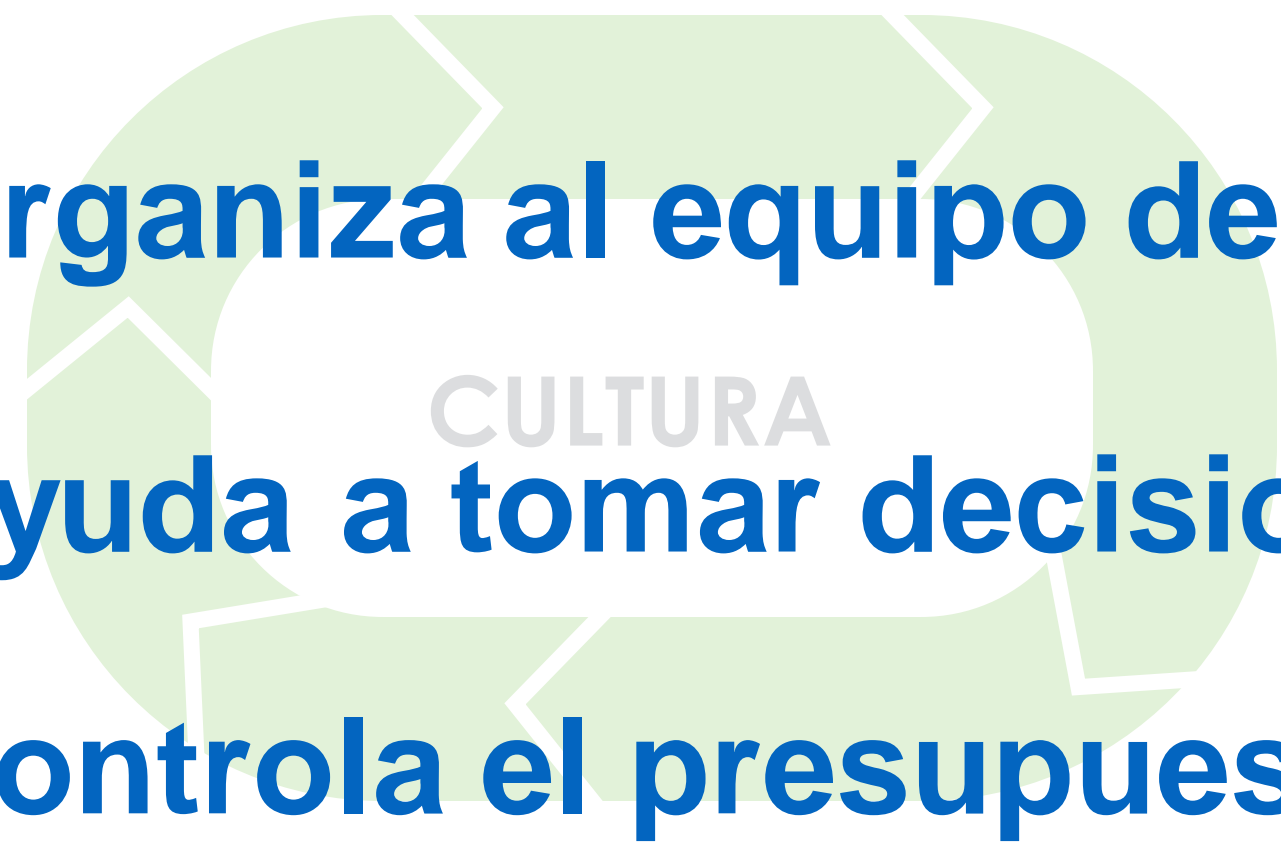 rganiza al equipo de
CULTURA
yuda a tomar decisio
ontrola el presupues